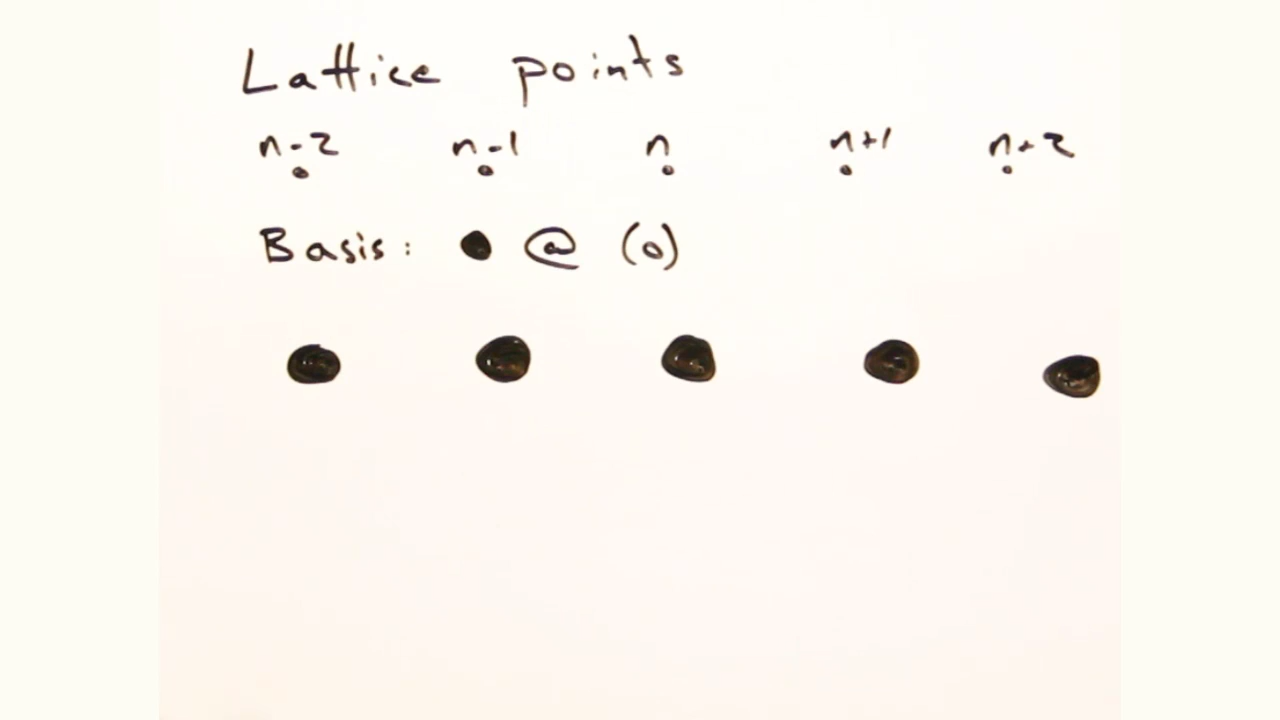 Lattice points
n-2 n-1 n n+1 n+2
Basis: ● @ (0)